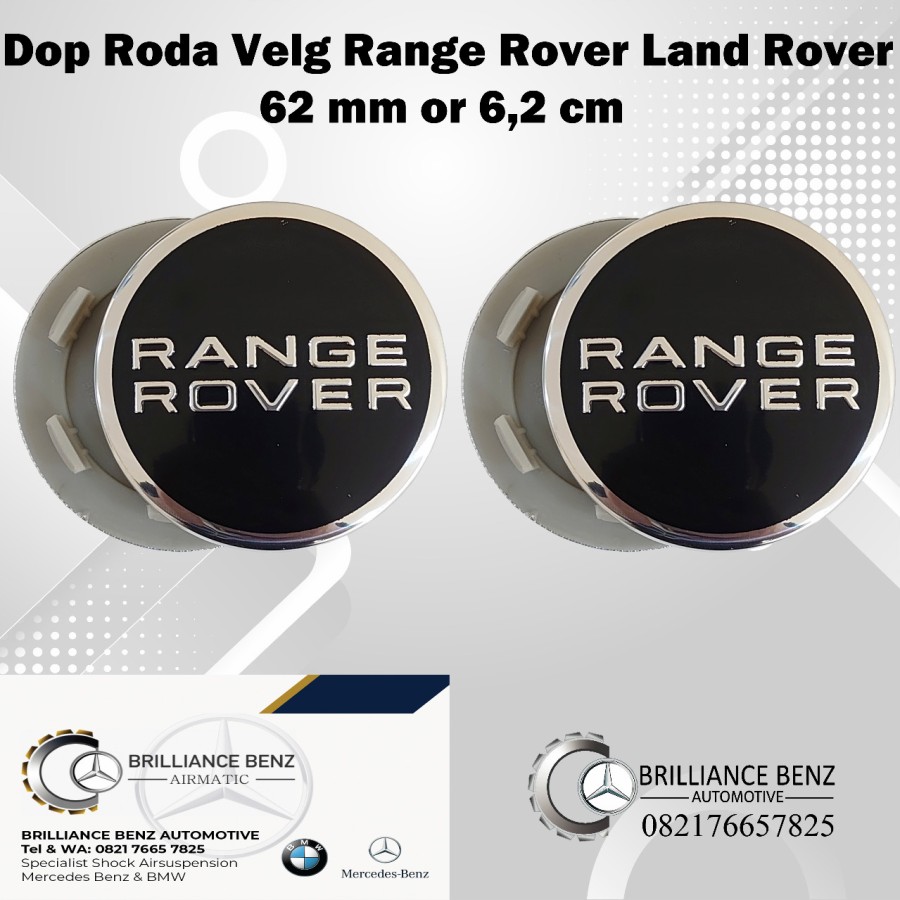 Dop Roda Velg Range Rover Land Rover
62 mm or 6,2 cm
RANGE
ROVER
RANGE
ROVER
BRILLIANCE BENZ
AIRMATIC
BRILLIANCE BENZ AUTOMOTIVE
Tel & WA: 0821 7665 7825
Specialist Shock Airsuspension
Mercedes Benz & BMW
BMW
Mercedes-Benz
BRILLIANCE BENZ
AUTOMOTIVE
082176657825